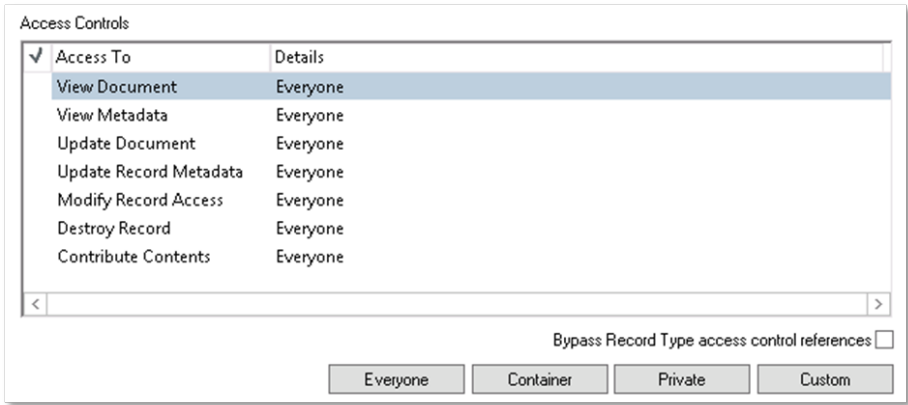 Access Controls
Access To Details
View Document Everyone
View Metadata Everyone
Update Document Everyone
Update Record Metadata Everyone
Modify Record Access Everyone
Destroy Record Everyone
Contribute Contents Everyone
Bypass Record Type access control references
Everyone Container Private Custom